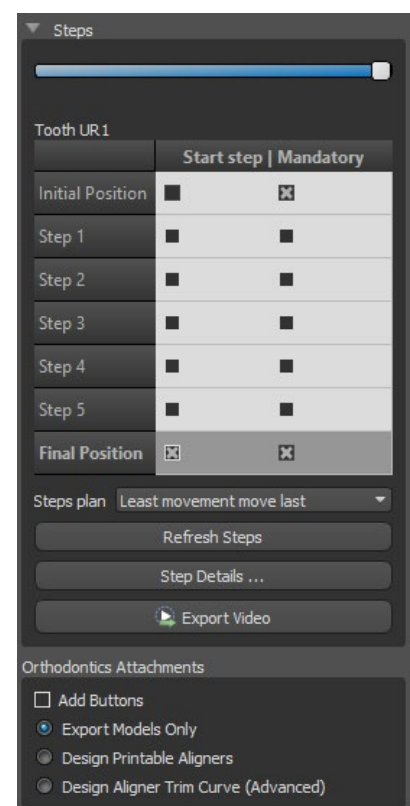 Steps
Tooth UR1
Start step | Mandatory
Initial Position
Step 1
Step 2
Step 3
Step 4
Step 5
Final Position
Steps plan Least movement move last
Refresh Steps
Step Details ...
Export Video
Orthodontics Attachments
Add Buttons
Export Models Only
Design Printable Aligners
Design Aligner Trim Curve (Advanced)